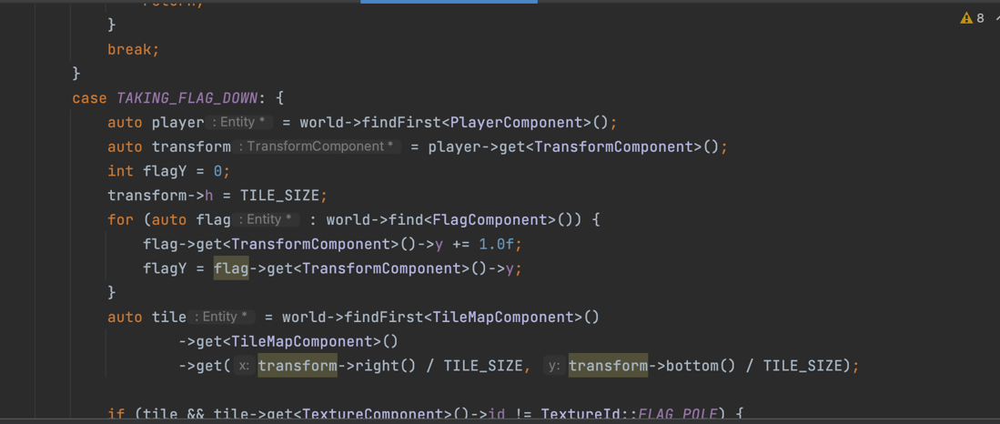 return;
}
⚠ 8
break;
}
case TAKING_FLAG_DOWN: {
auto player : Entity * = world->findFirst<PlayerComponent>();
auto transform : TransformComponent * = player->get<TransformComponent>();
int flagY = 0;
transform->h = TILE_SIZE;
for (auto flag : Entity * : world->find<FlagComponent>()) {
flag->get<TransformComponent>()->y += 1.0f;
flagY = flag->get<TransformComponent>()->y;
}
auto tile : Entity * = world->findFirst<TileMapComponent>()
->get<TileMapComponent>()
->get( x: transform->right() / TILE_SIZE, y: transform->bottom() / TILE_SIZE);
if (tile && tile->get<TextureComponent>()->id != TextureId::FLAG_POLE) {